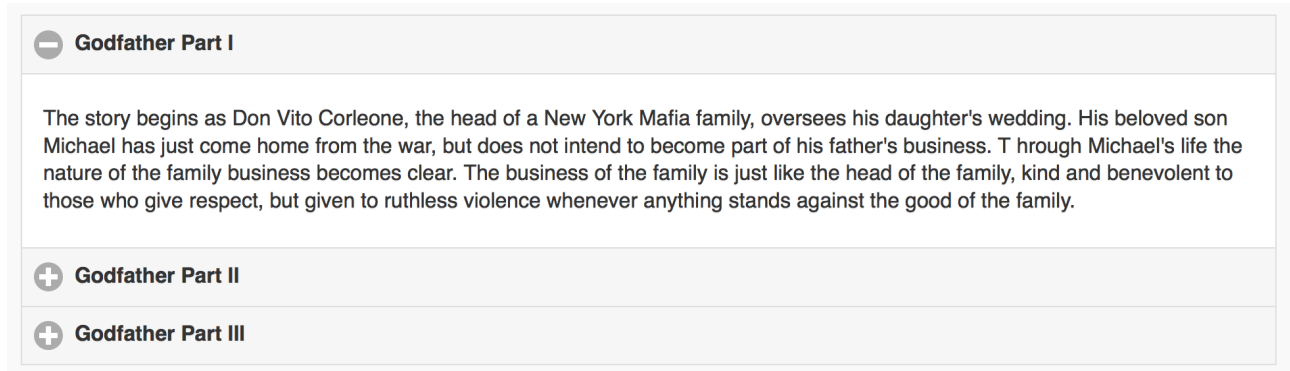 Godfather Part I
The story begins as Don Vito Corleone, the head of a New York Mafia family, oversees his daughter's wedding. His beloved son
Michael has just come home from the war, but does not intend to become part of his father's business. T hrough Michael's life the
nature of the family business becomes clear. The business of the family is just like the head of the family, kind and benevolent to
those who give respect, but given to ruthless violence whenever anything stands against the good of the family.
Godfather Part II
Godfather Part III